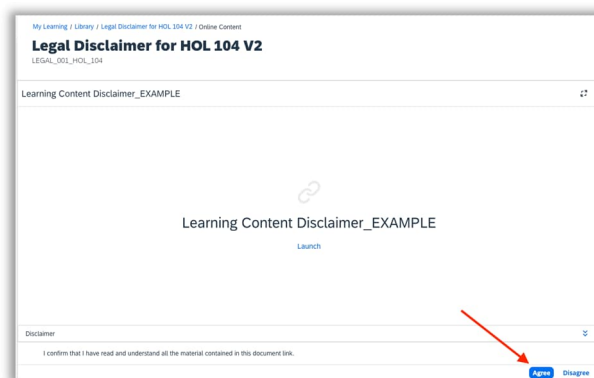 My Learning / Library / Legal Disclaimer for HOL 104 V2 / Online Content
Legal Disclaimer for HOL 104 V2
LEGAL_001_HOL_104
Learning Content Disclaimer_EXAMPLE
Learning Content Disclaimer_EXAMPLE
Launch
Disclaimer
I confirm that I have read and understand all the material contained in this document link.
Agree Disagree